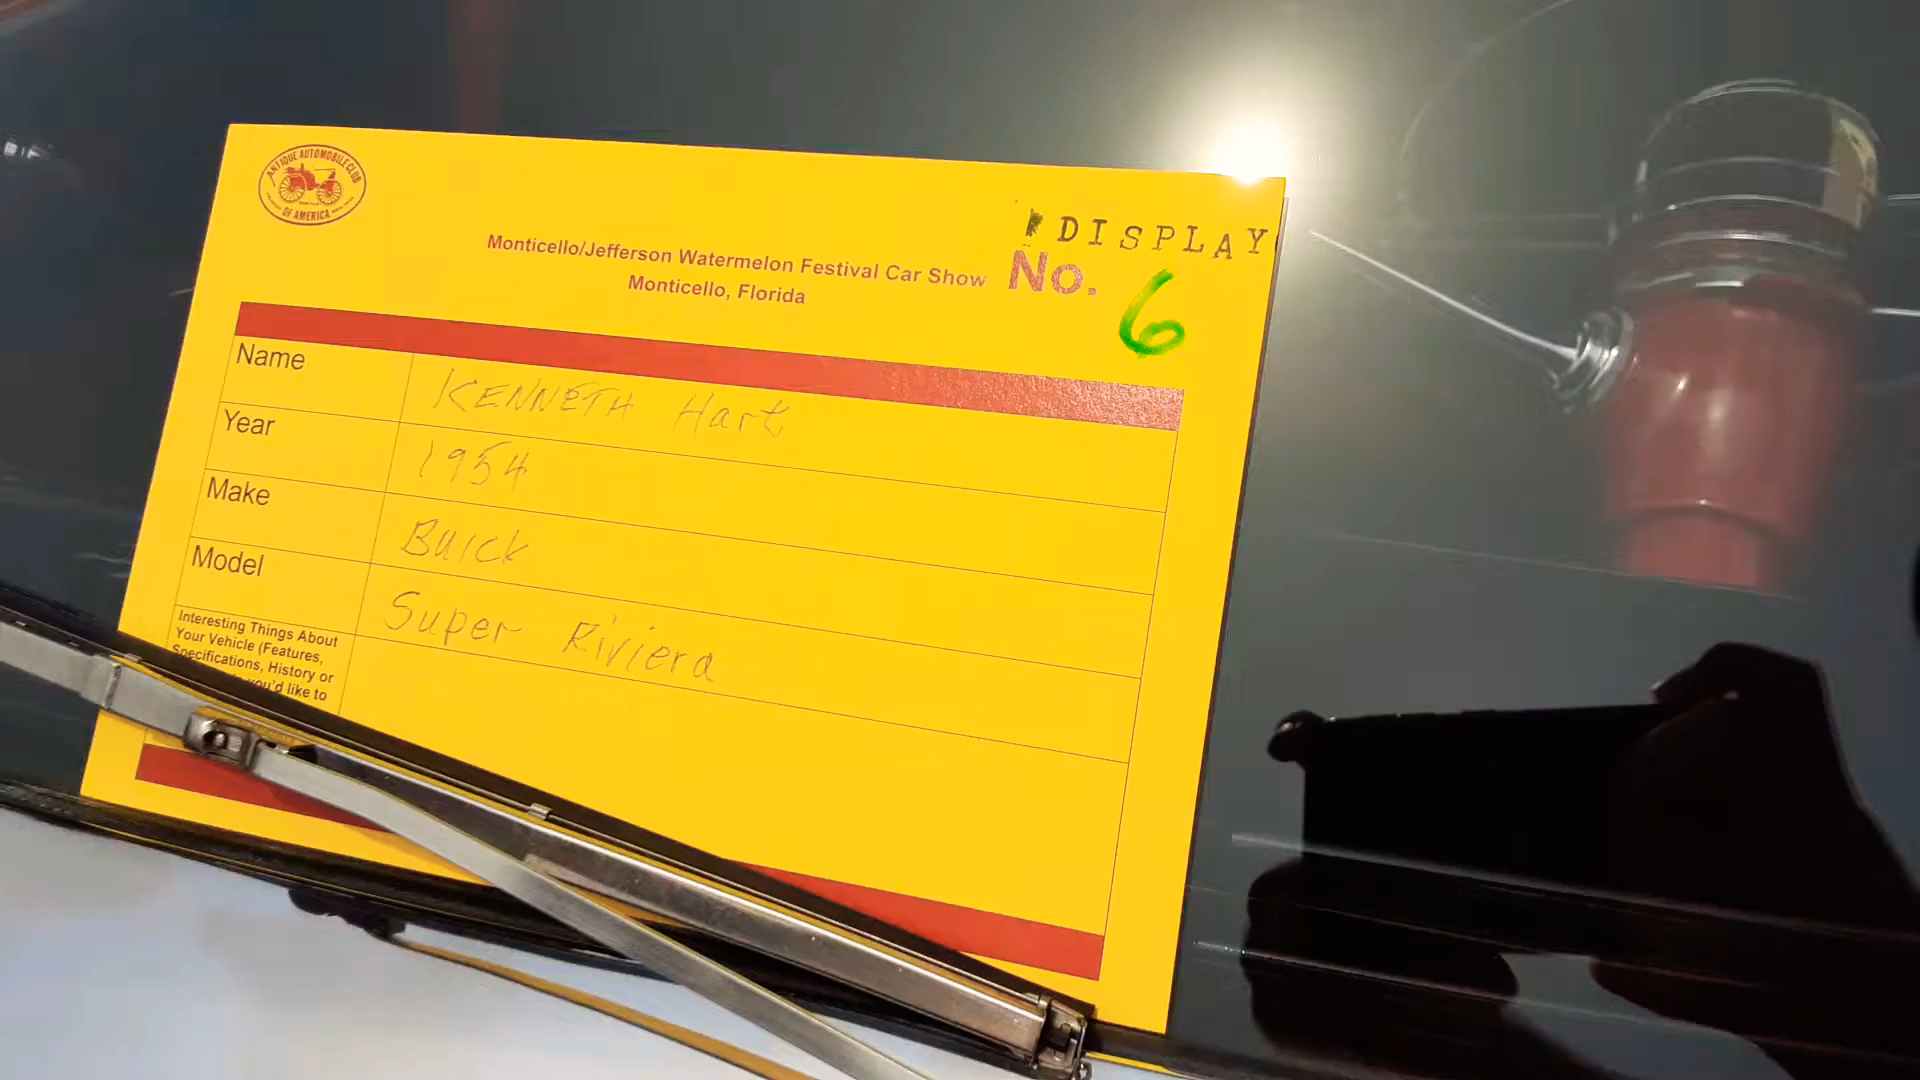 ANTIQUE AUTOMOBILE CLUB
OF AMERICA
DISPLAY
Monticello/Jefferson Watermelon Festival Car Show
Monticello, Florida
No. 6
Name KENNETH Hart
Year 1954
Make Buick
Model Super Riviera
Interesting Things About
Your Vehicle (Features,
Specifications, History or
you'd like to